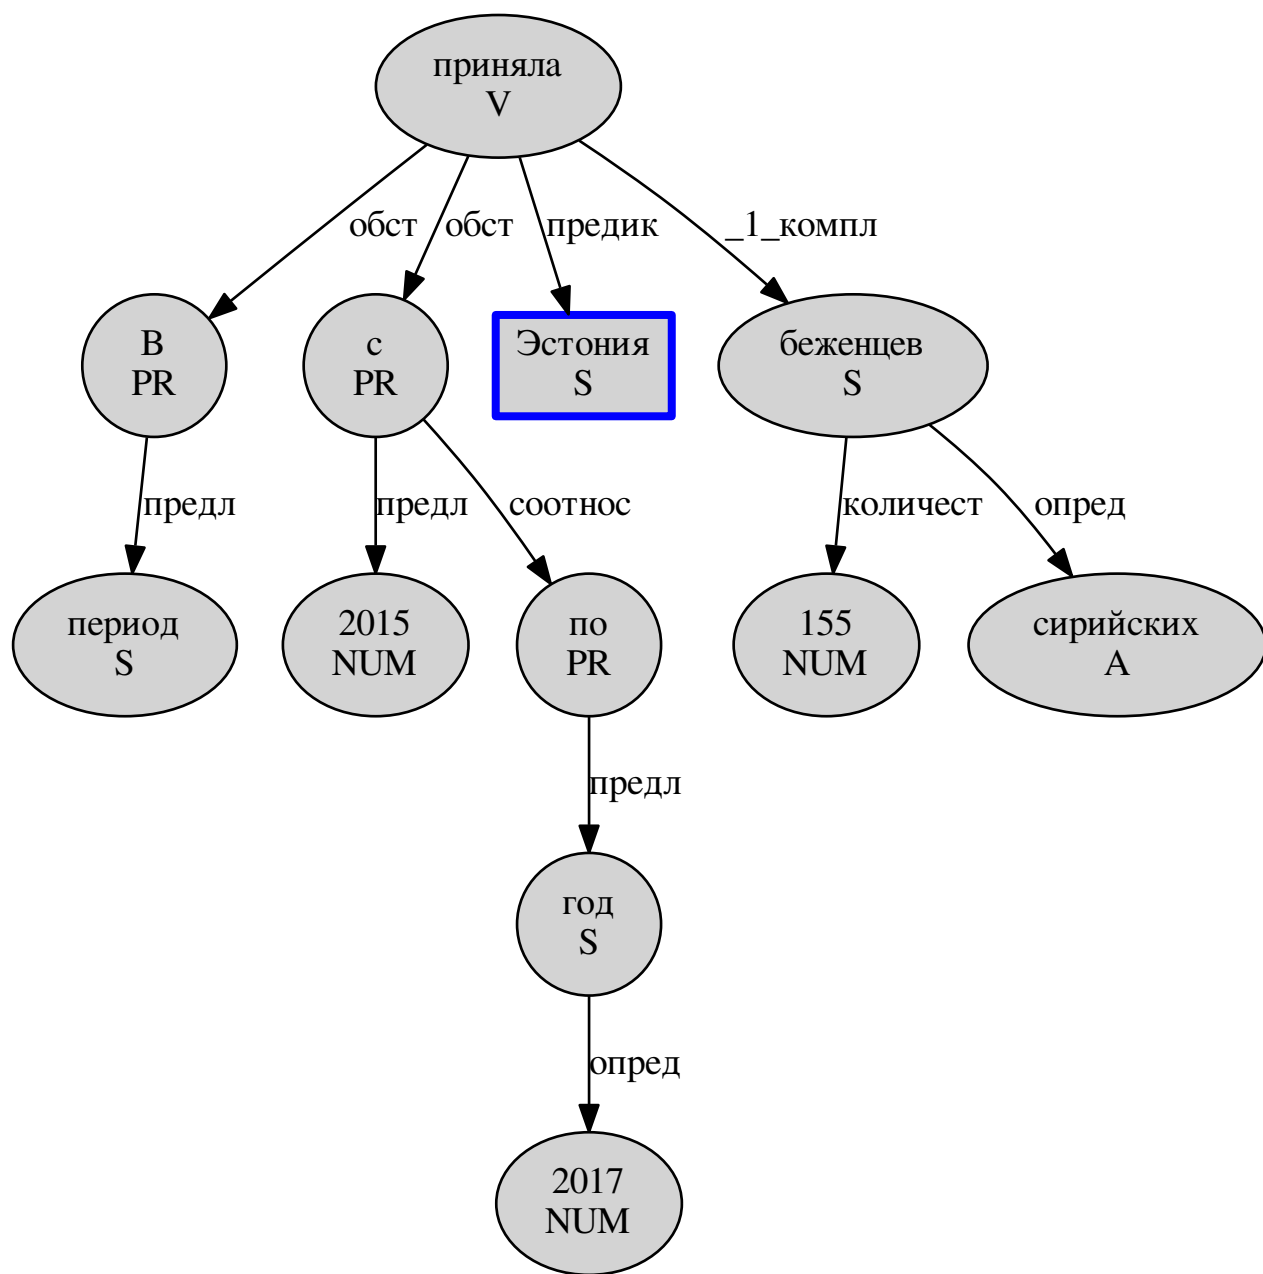 приняла
V
обст обст предик _1_компл
В
PR
с
PR
Эстония
S
беженцев
S
предл предл соотнос количест опред
период
S
2015
NUM
по
PR
155
NUM
сирийских
A
предл
год
S
опред
2017
NUM